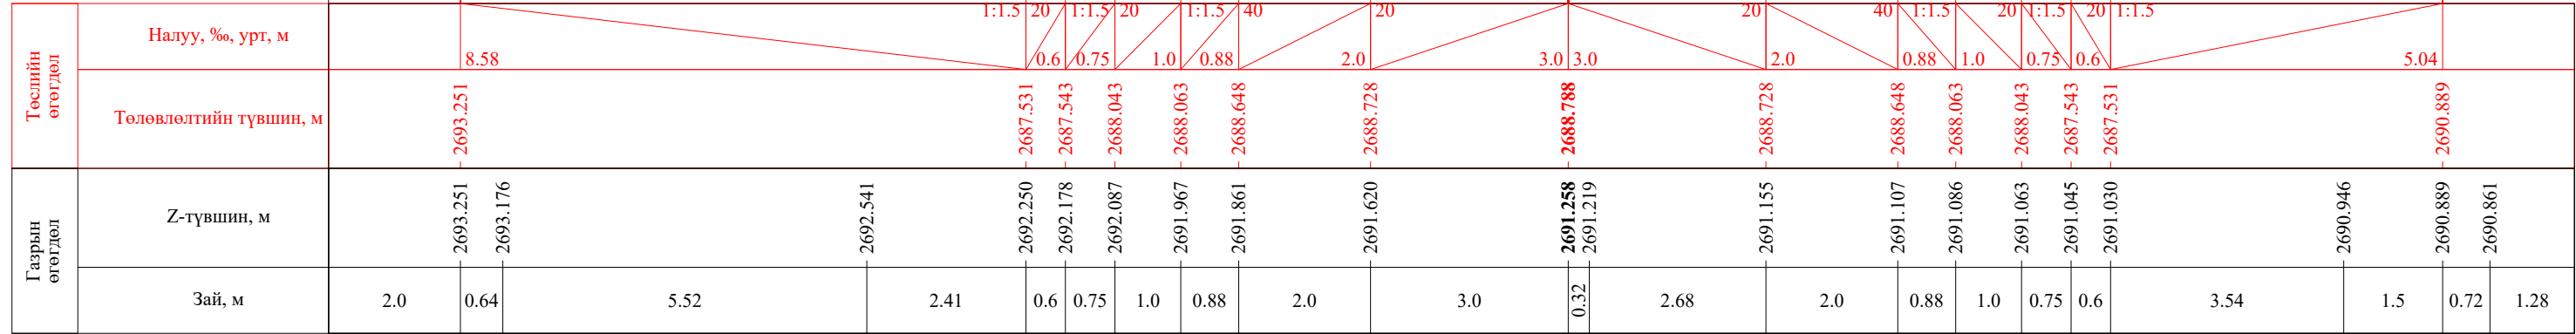 Төслийн өгөгдөл
Налуу, ‰, урт, м
1:1.5 20 1:1.5 20 1:1.5 40 20 20 40 1:1.5 20 1:1.5 20 1:1.5
8.58 0.6 0.75 1.0 0.88 2.0 3.0 3.0 2.0 0.88 1.0 0.75 0.6 5.04
Төлөвлөлтийн түвшин, м
2693.251 2687.531 2687.543 2688.043 2688.063 2688.648 2688.728 2688.788 2688.728 2688.648 2688.063 2688.043 2687.543 2687.531 2690.889
Газрын өгөгдөл
Z-түвшин, м
2693.251 2693.176 2692.541 2692.250 2692.178 2692.087 2691.967 2691.861 2691.620 2691.258 2691.219 2691.155 2691.107 2691.086 2691.063 2691.045 2691.030 2690.946 2690.889 2690.861
Зай, м
2.0 0.64 5.52 2.41 0.6 0.75 1.0 0.88 2.0 3.0 0.32 2.68 2.0 0.88 1.0 0.75 0.6 3.54 1.5 0.72 1.28